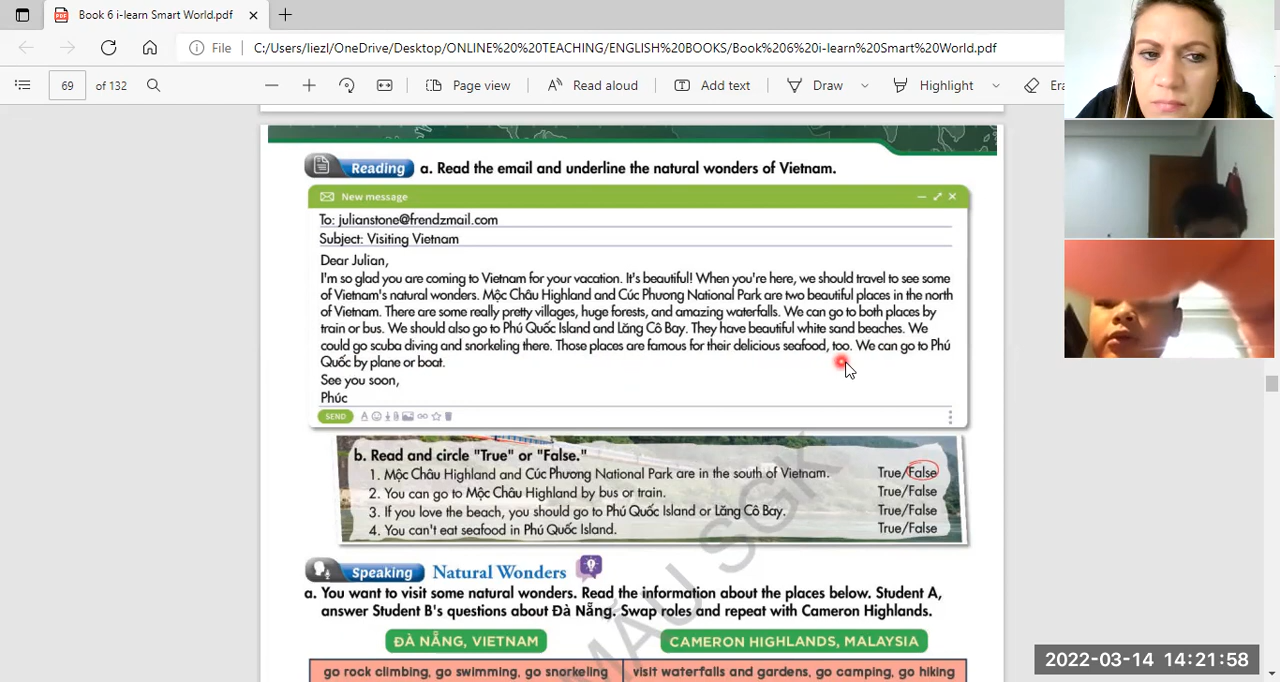 Book 6 i-learn Smart World.pdf
File C:/Users/liezl/OneDrive/Desktop/ONLINE%20%20TEACHING/ENGLISH%20BOOKS/Book%206%20i-learn%20Smart%20World.pdf
69 of 132 Page view Read aloud Add text Draw Highlight Era
Reading a. Read the email and underline the natural wonders of Vietnam.
New message
To: julianstone@frendzmail.com
Subject: Visiting Vietnam
Dear Julian,
I'm so glad you are coming to Vietnam for your vacation. It's beautiful! When you're here, we should travel to see some
of Vietnam's natural wonders. Mộc Châu Highland and Cúc Phương National Park are two beautiful places in the north
of Vietnam. There are some really pretty villages, huge forests, and amazing waterfalls. We can go to both places by
train or bus. We should also go to Phú Quốc Island and Lăng Cô Bay. They have beautiful white sand beaches. We
could go scuba diving and snorkeling there. Those places are famous for their delicious seafood, too. We can go to Phú
Quốc by plane or boat.
See you soon,
Phúc
SEND
b. Read and circle "True" or "False."
1. Mộc Châu Highland and Cúc Phương National Park are in the south of Vietnam. True/False
2. You can go to Mộc Châu Highland by bus or train. True/False
3. If you love the beach, you should go to Phú Quốc Island or Lăng Cô Bay. True/False
4. You can't eat seafood in Phú Quốc Island. True/False
MẪU SGK
Speaking Natural Wonders
a. You want to visit some natural wonders. Read the information about the places below. Student A,
answer Student B's questions about Đà Nẵng. Swap roles and repeat with Cameron Highlands.
ĐÀ NẴNG, VIETNAM CAMERON HIGHLANDS, MALAYSIA
go rock climbing, go swimming, go snorkeling visit waterfalls and gardens, go camping, go hiking
2022-03-14 14:21:58